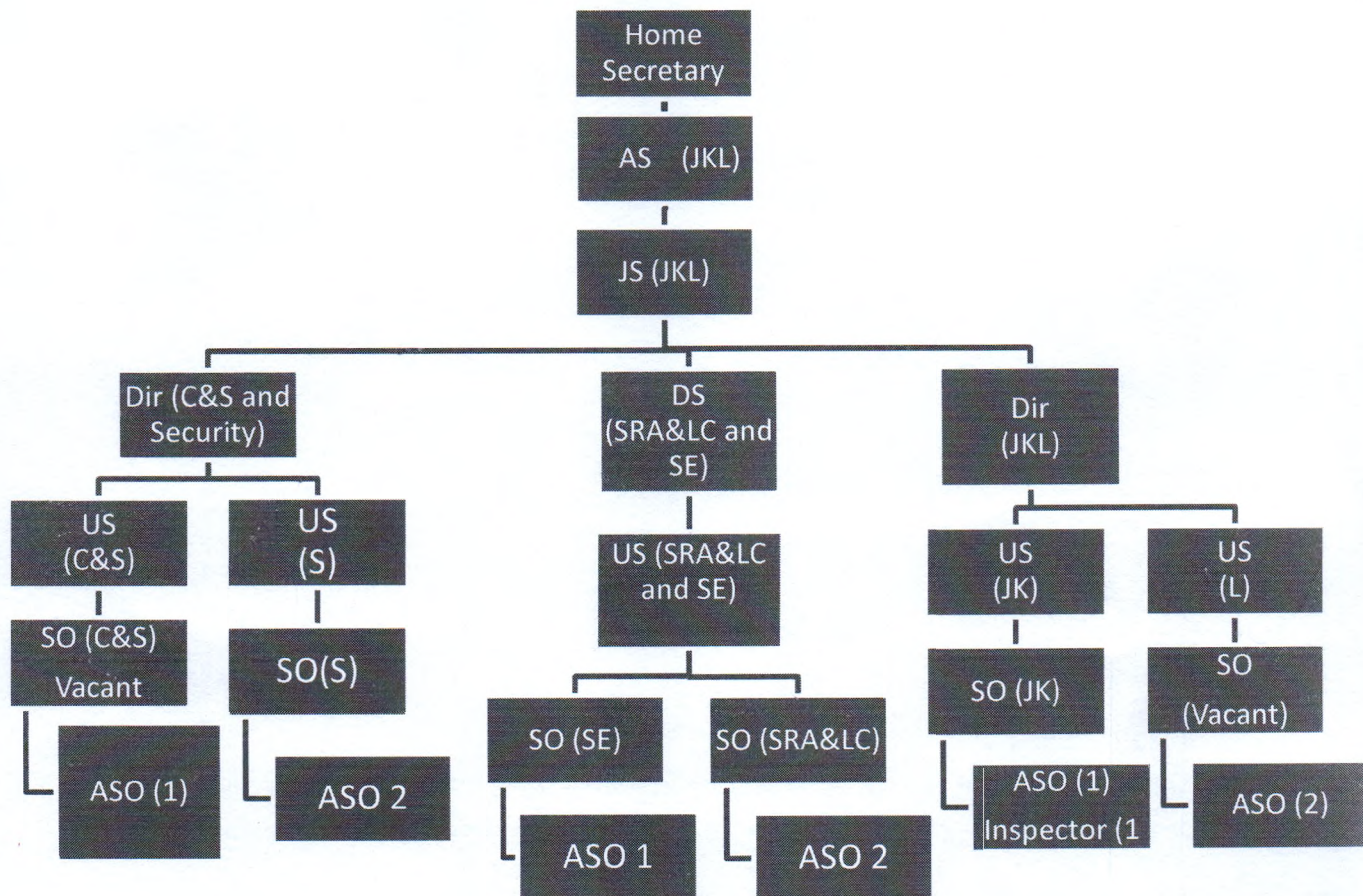 Home
Secretary
AS (JKL)
JS (JKL)
Dir (C&S and
Security)
DS
(SRA&LC and
SE)
Dir
(JKL)
US
(C&S)
US
(S)
US (SRA&LC
and SE)
US
(JK)
US
(L)
SO (C&S)
Vacant
SO(S)
SO (SE)
SO (SRA&LC)
SO (JK)
SO
(Vacant)
ASO (1)
ASO 2
ASO 1
ASO 2
ASO (1)
Inspector (1
ASO (2)